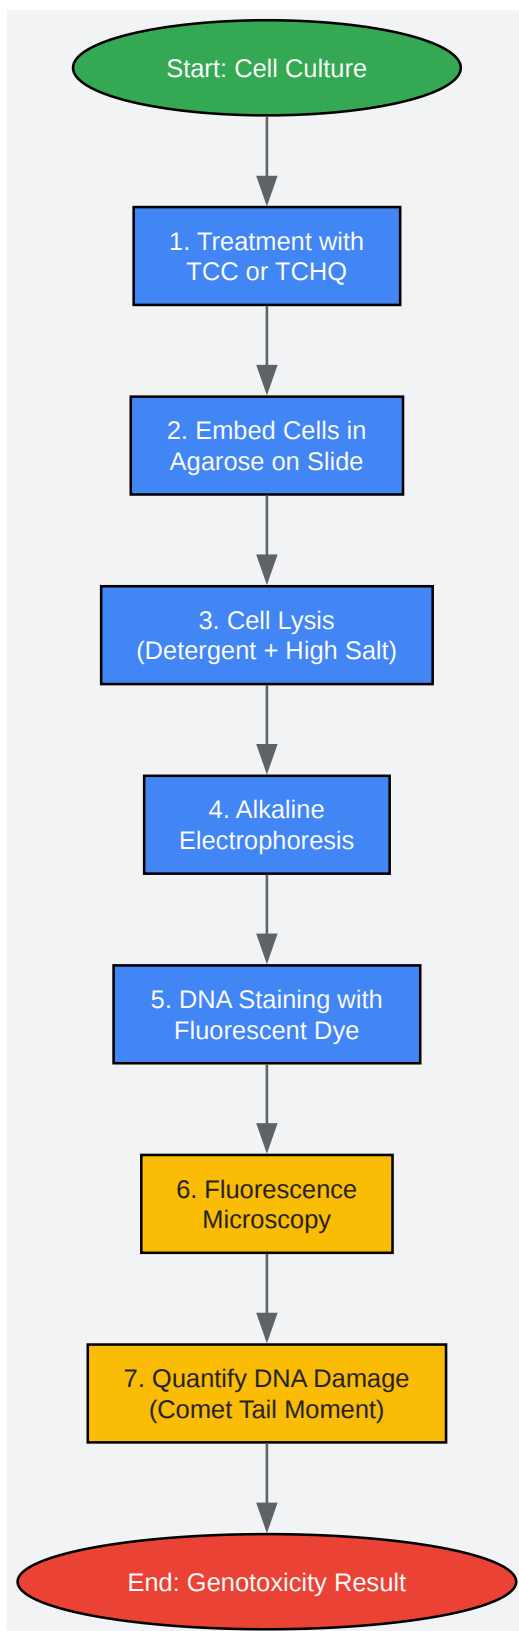 Start: Cell Culture
1. Treatment with
TCC or TCHQ
2. Embed Cells in
Agarose on Slide
3. Cell Lysis
(Detergent + High Salt)
4. Alkaline
Electrophoresis
5. DNA Staining with
Fluorescent Dye
6. Fluorescence
Microscopy
7. Quantify DNA Damage
(Comet Tail Moment)
End: Genotoxicity Result